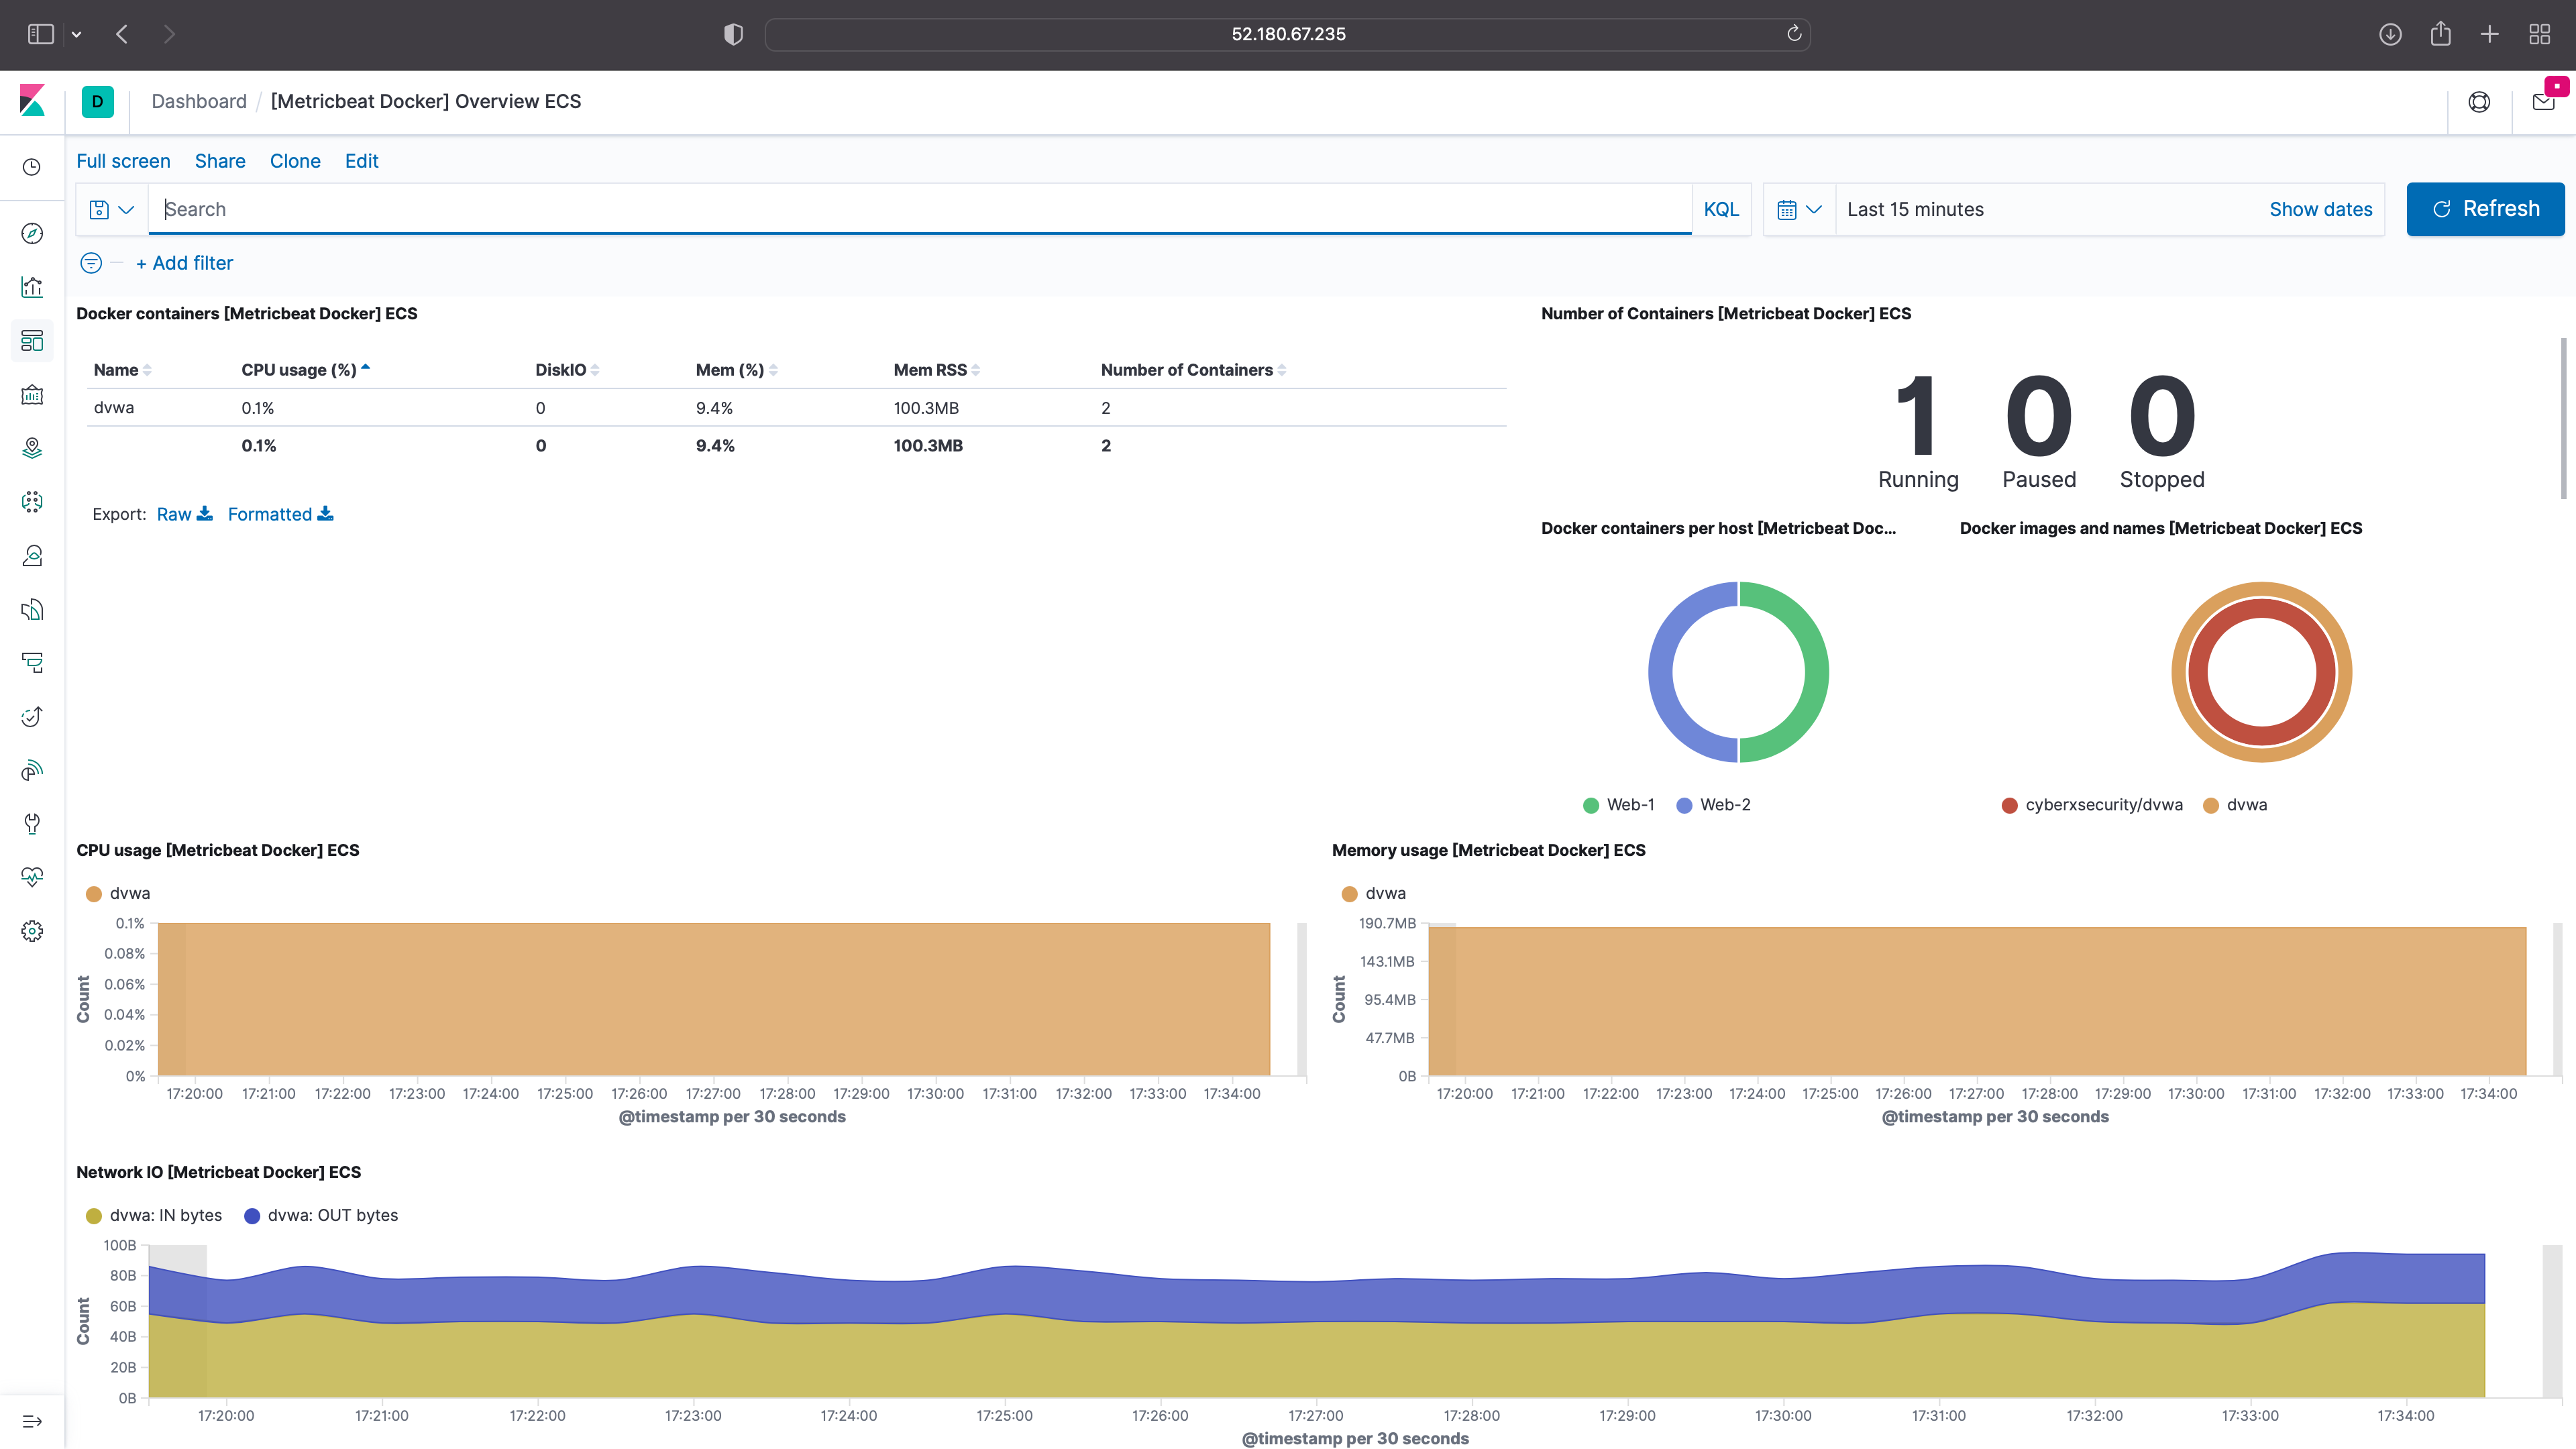 52.180.67.235
D
Dashboard / [Metricbeat Docker] Overview ECS
Full screen Share Clone Edit
Search
KQL
Last 15 minutes
Show dates
Refresh
+ Add filter
Docker containers [Metricbeat Docker] ECS
Name CPU usage (%) DiskIO Mem (%) Mem RSS Number of Containers
dvwa 0.1% 0 9.4% 100.3MB 2
0.1% 0 9.4% 100.3MB 2
Export: Raw Formatted
Number of Containers [Metricbeat Docker] ECS
1 0 0
Running Paused Stopped
Docker containers per host [Metricbeat Doc...
Web-1 Web-2
Docker images and names [Metricbeat Docker] ECS
cyberxsecurity/dvwa dvwa
CPU usage [Metricbeat Docker] ECS
dvwa
0.1%
0.08%
0.06%
0.04%
0.02%
0%
Count
17:20:00 17:21:00 17:22:00 17:23:00 17:24:00 17:25:00 17:26:00 17:27:00 17:28:00 17:29:00 17:30:00 17:31:00 17:32:00 17:33:00 17:34:00
@timestamp per 30 seconds
Memory usage [Metricbeat Docker] ECS
dvwa
190.7MB
143.1MB
95.4MB
47.7MB
0B
Count
17:20:00 17:21:00 17:22:00 17:23:00 17:24:00 17:25:00 17:26:00 17:27:00 17:28:00 17:29:00 17:30:00 17:31:00 17:32:00 17:33:00 17:34:00
@timestamp per 30 seconds
Network IO [Metricbeat Docker] ECS
dvwa: IN bytes dvwa: OUT bytes
100B
80B
60B
40B
20B
0B
Count
17:20:00 17:21:00 17:22:00 17:23:00 17:24:00 17:25:00 17:26:00 17:27:00 17:28:00 17:29:00 17:30:00 17:31:00 17:32:00 17:33:00 17:34:00
@timestamp per 30 seconds